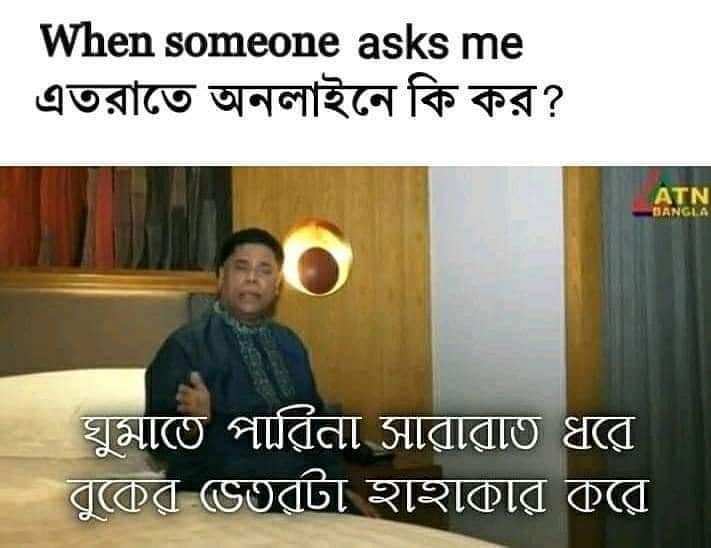 When someone asks me
এতরাতে অনলাইনে কি কর?
ATN
BANGLA
ঘুমাতে পারিনা সারারাত ধরে
বুকের ভেতরটা হাহাকার করে